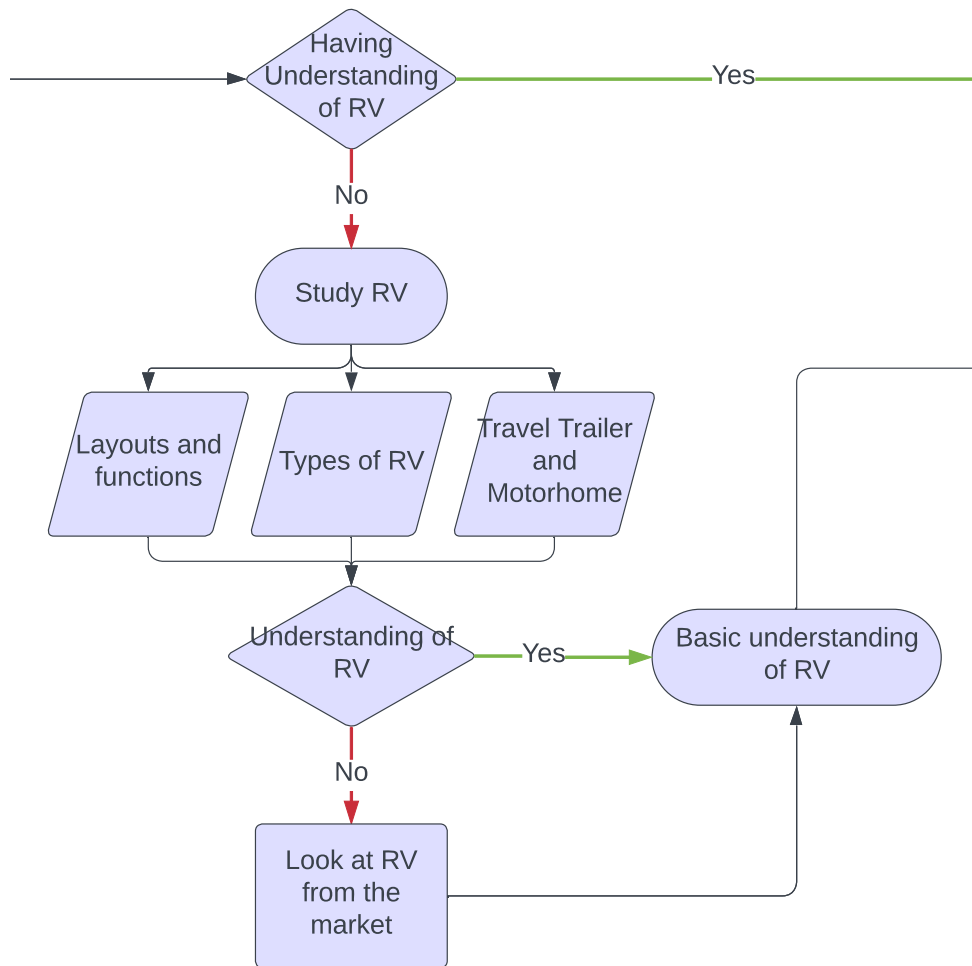 Having
Understanding
of RV
Yes
No
Study RV
Layouts and
functions
Types of RV
Travel Trailer
and
Motorhome
Understanding of
RV
Yes
Basic understanding
of RV
No
Look at RV
from the
market